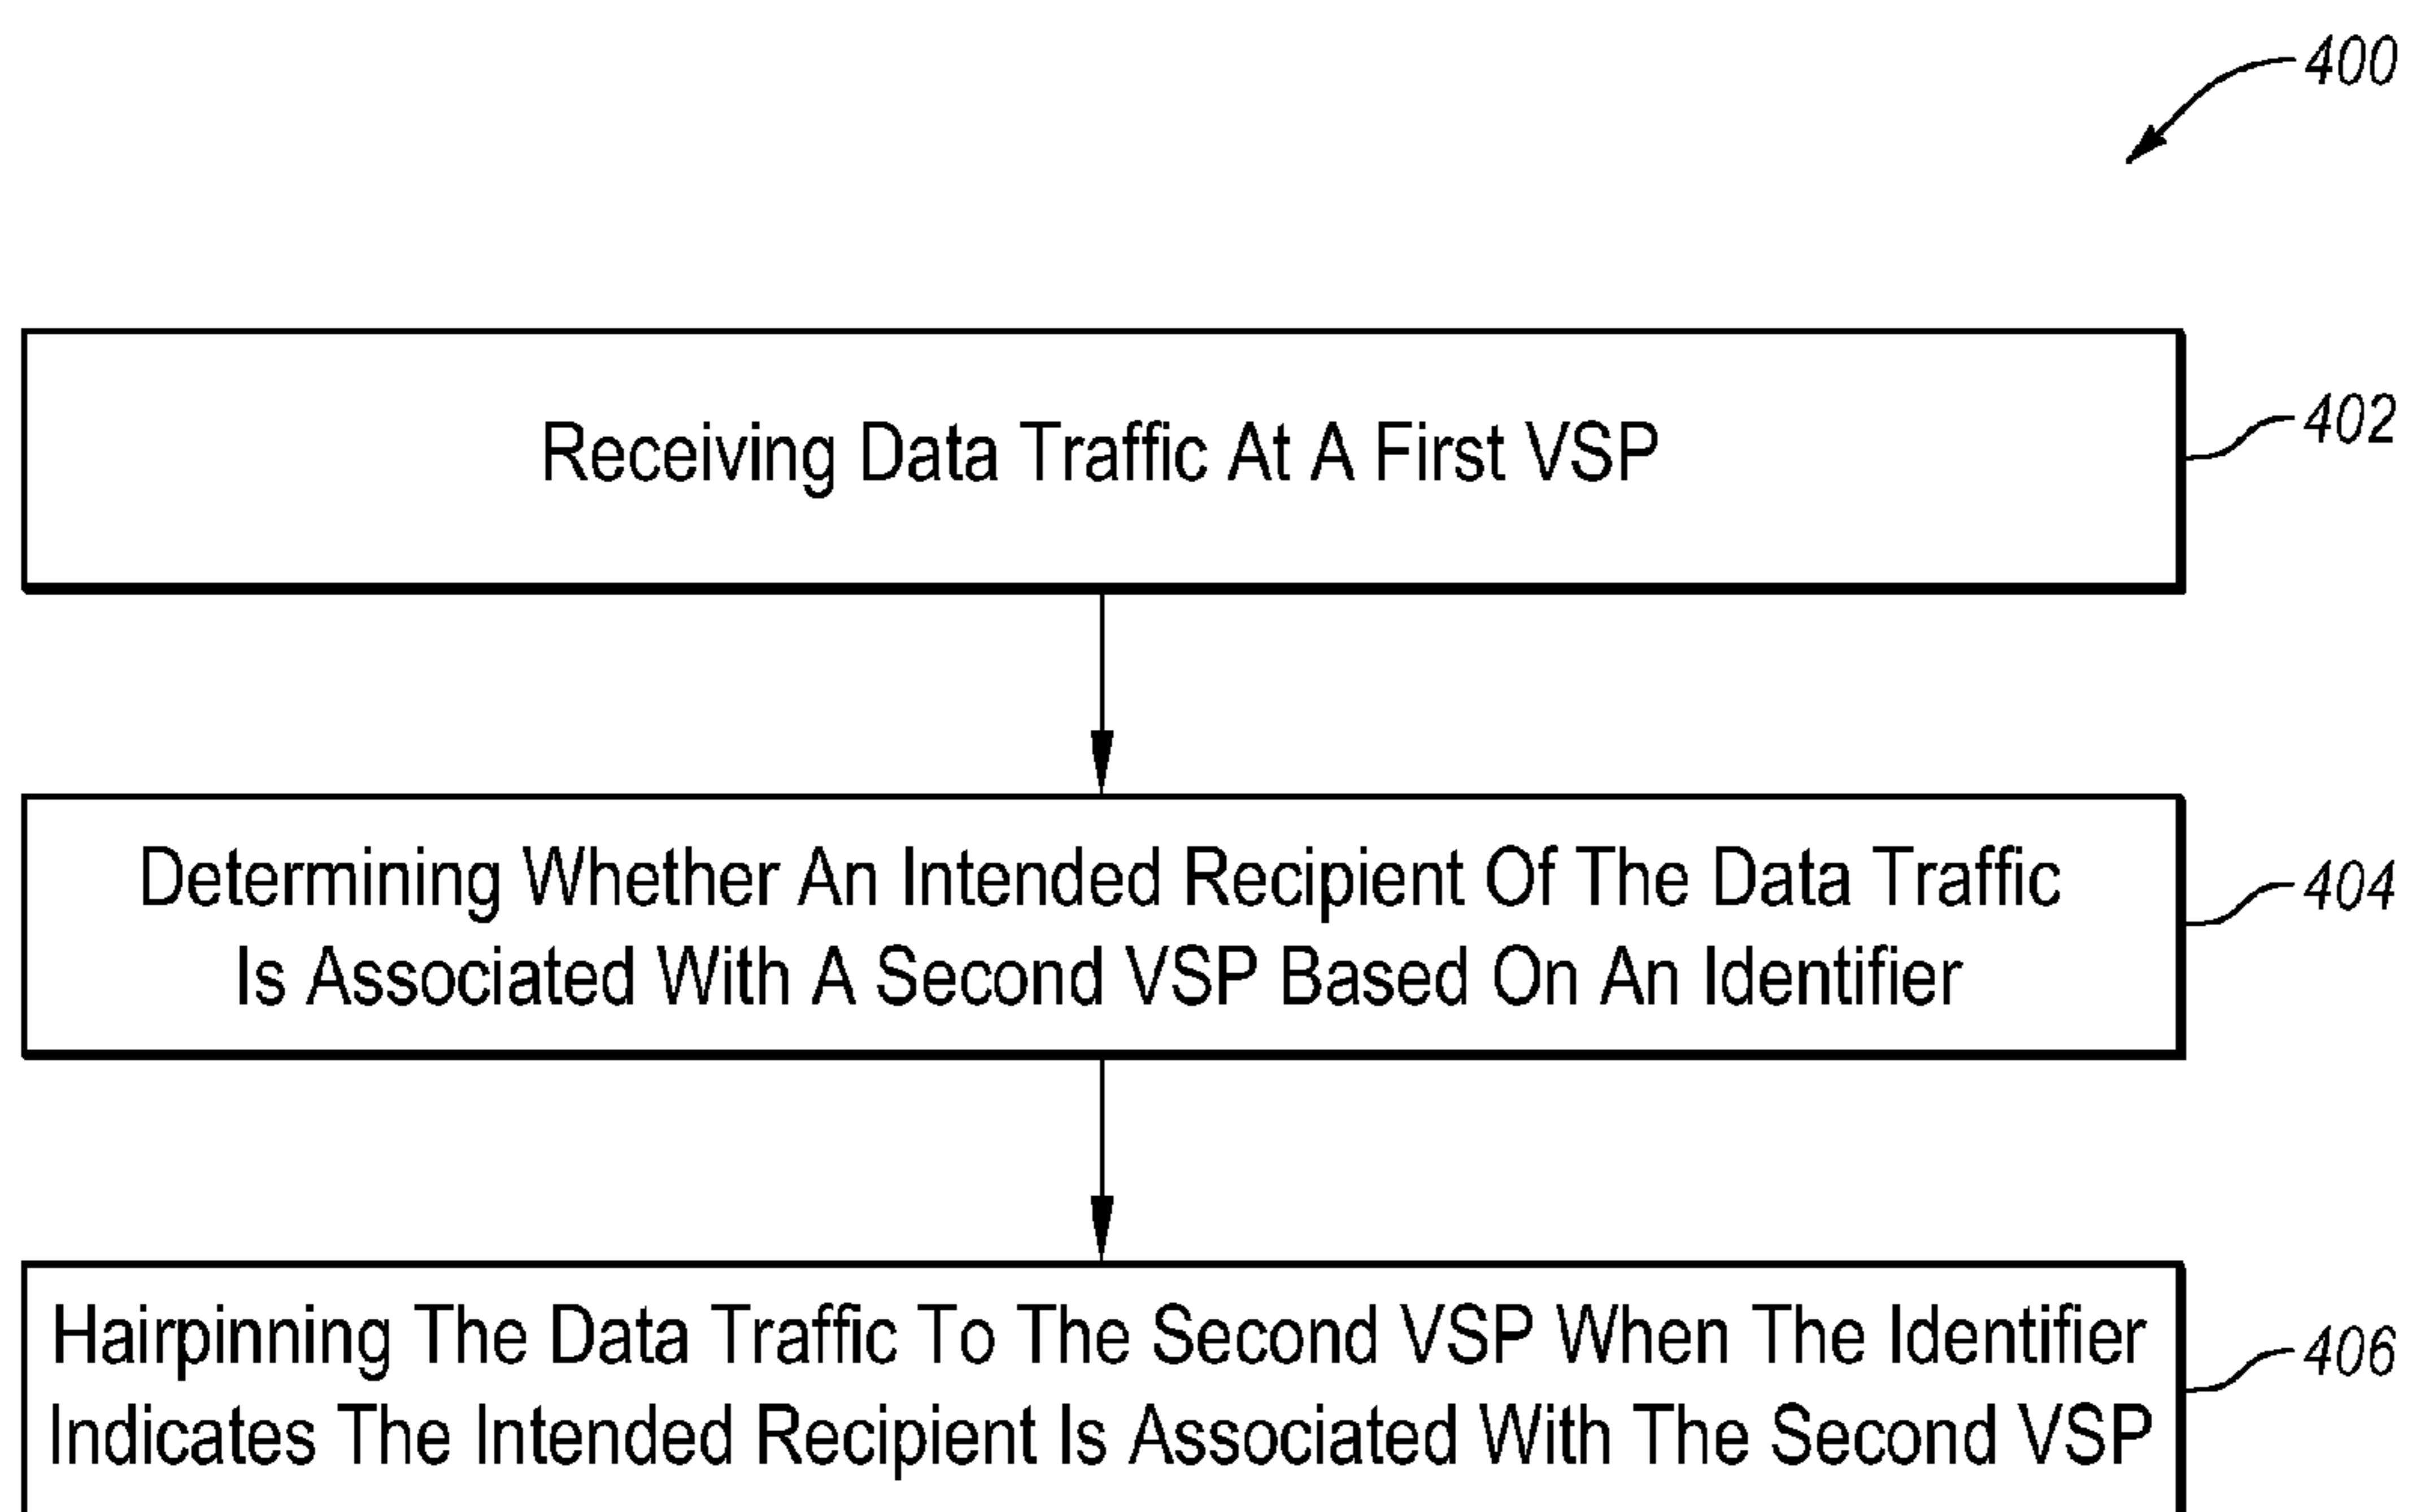 400
Receiving Data Traffic At A First VSP
402
Determining Whether An Intended Recipient Of The Data Traffic
Is Associated With A Second VSP Based On An Identifier
404
Hairpinning The Data Traffic To The Second VSP When The Identifier
Indicates The Intended Recipient Is Associated With The Second VSP
406